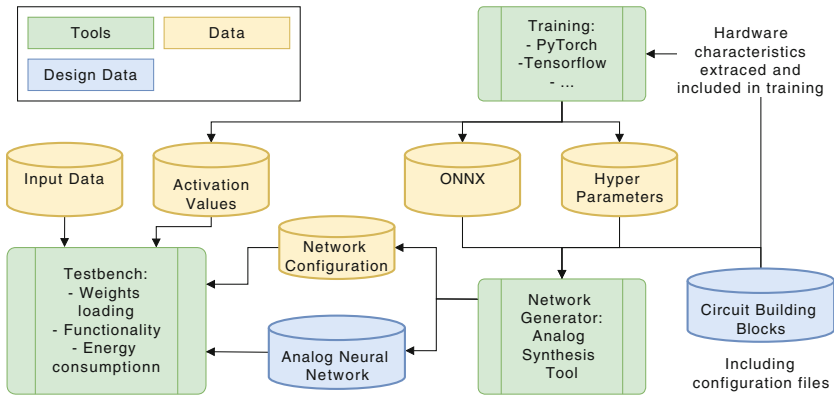 Tools
Data
Design Data
Training:
- PyTorch
-Tensorflow
- ...
Hardware
characteristics
extraced and
included in training
Input Data
Activation
Values
ONNX
Hyper
Parameters
Testbench:
- Weights
loading
- Functionality
- Energy
consumptionn
Network
Configuration
Analog Neural
Network
Network
Generator:
Analog
Synthesis
Tool
Circuit Building
Blocks
Including
configuration files